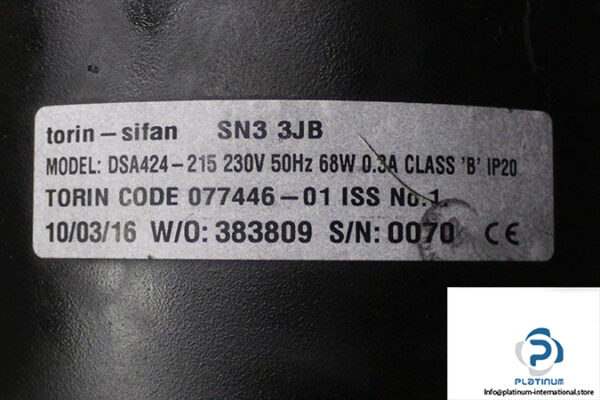 torin-sifan SN3 3JB
MODEL: DSA424-215 230V 50Hz 68W 0.3A CLASS 'B' IP20
TORIN CODE 077446-01 ISS No.1.
10/03/16 W/O: 383809 S/N: 0070 CE
PLATINUM
Info@platinum-international.store